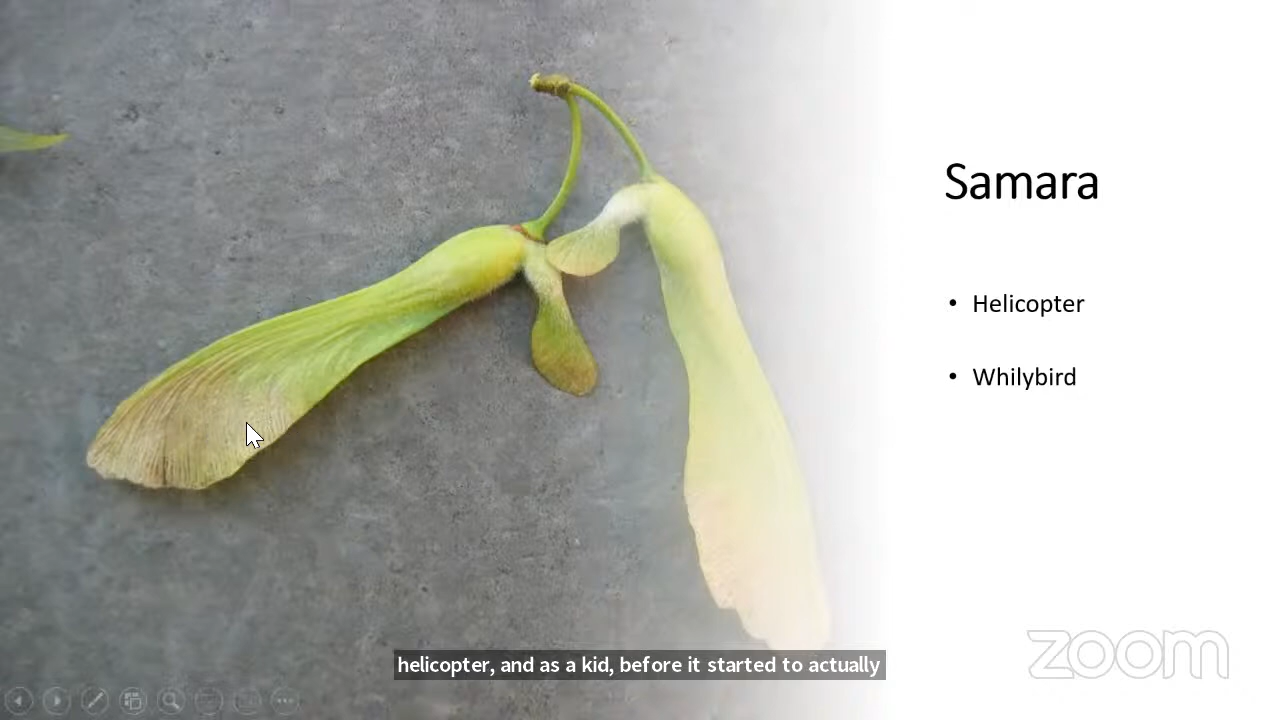 Samara
• Helicopter
• Whilybird
helicopter, and as a kid, before it started to actually
zoom